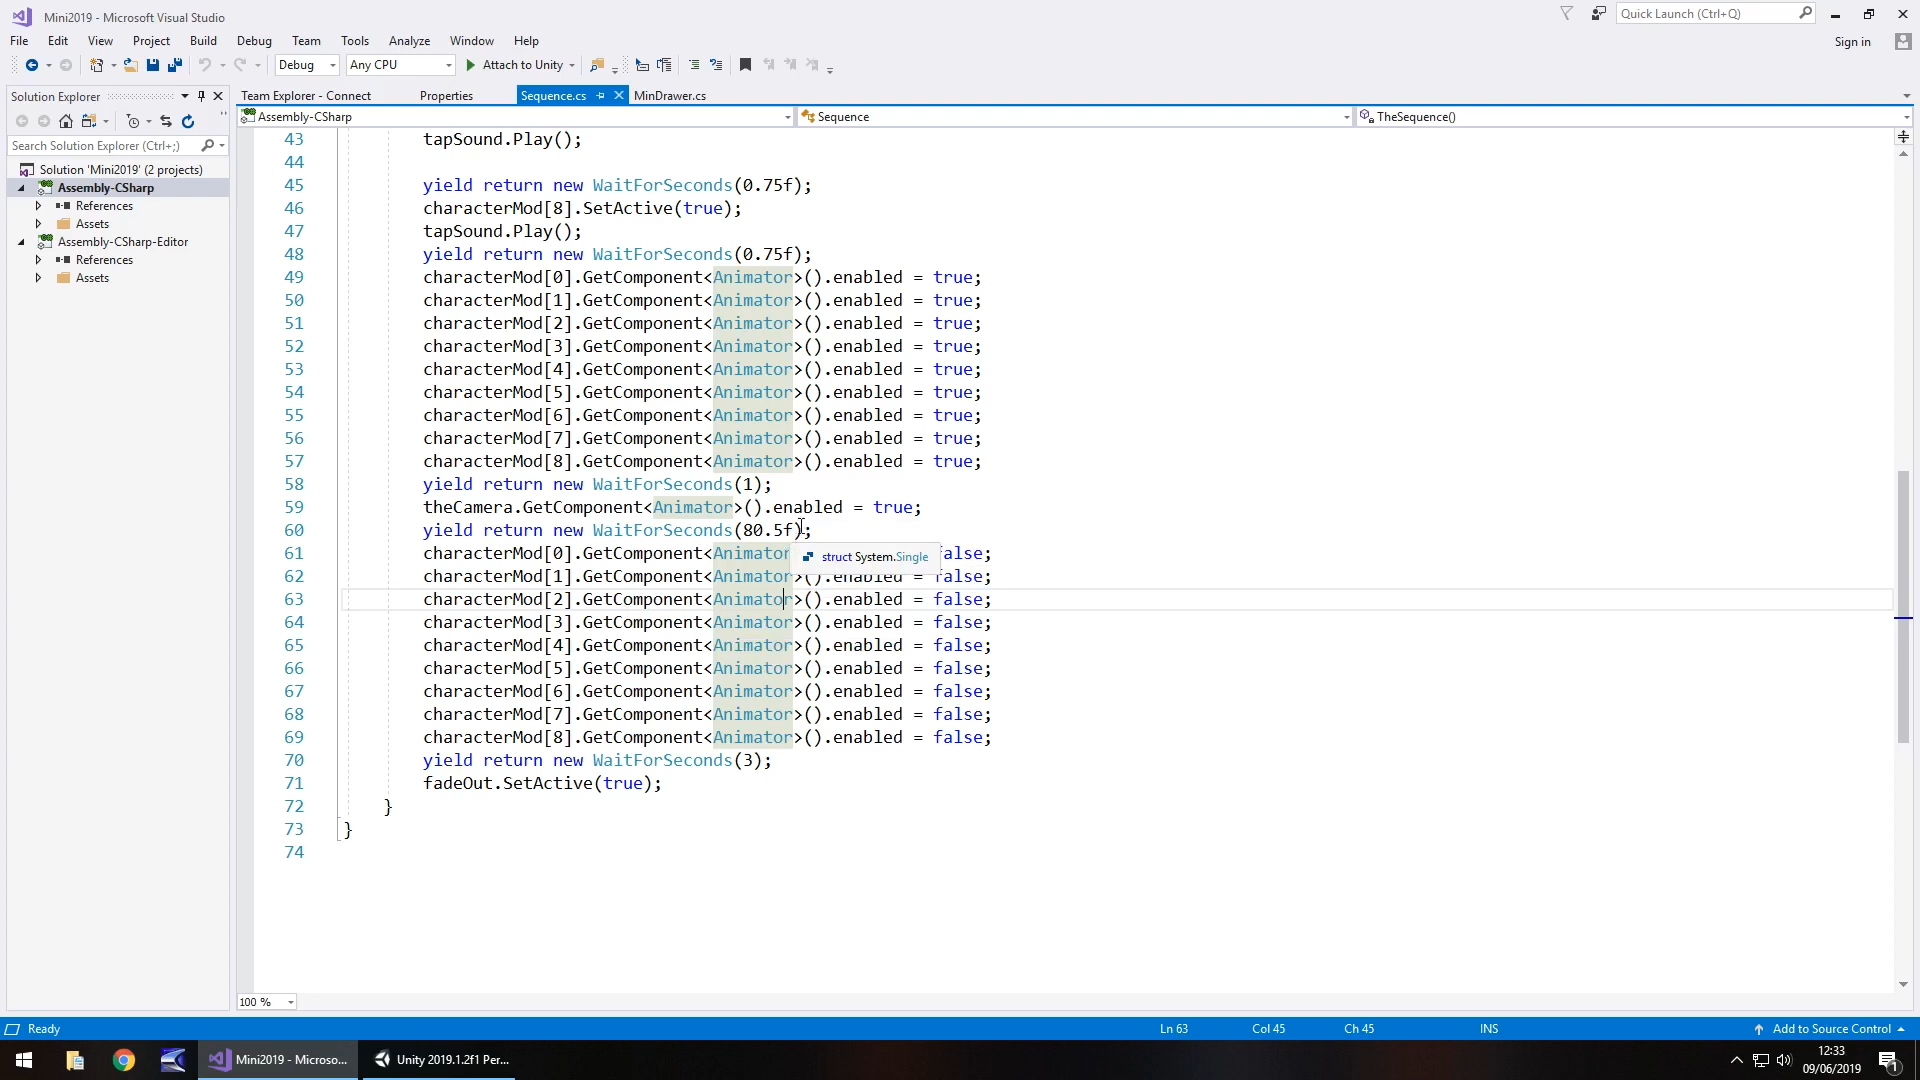 Mini2019 - Microsoft Visual Studio
Quick Launch (Ctrl+Q)
File Edit View Project Build Debug Team Tools Analyze Window Help
Sign in
Debug Any CPU Attach to Unity
Solution Explorer
Team Explorer - Connect Properties Sequence.cs MinDrawer.cs
Assembly-CSharp Sequence TheSequence()
Search Solution Explorer (Ctrl+;)
Solution 'Mini2019' (2 projects)
Assembly-CSharp
References
Assets
Assembly-CSharp-Editor
References
Assets
43 tapSound.Play();
44
45 yield return new WaitForSeconds(0.75f);
46 characterMod[8].SetActive(true);
47 tapSound.Play();
48 yield return new WaitForSeconds(0.75f);
49 characterMod[0].GetComponent<Animator>().enabled = true;
50 characterMod[1].GetComponent<Animator>().enabled = true;
51 characterMod[2].GetComponent<Animator>().enabled = true;
52 characterMod[3].GetComponent<Animator>().enabled = true;
53 characterMod[4].GetComponent<Animator>().enabled = true;
54 characterMod[5].GetComponent<Animator>().enabled = true;
55 characterMod[6].GetComponent<Animator>().enabled = true;
56 characterMod[7].GetComponent<Animator>().enabled = true;
57 characterMod[8].GetComponent<Animator>().enabled = true;
58 yield return new WaitForSeconds(1);
59 theCamera.GetComponent<Animator>().enabled = true;
60 yield return new WaitForSeconds(80.5f);
61 characterMod[0].GetComponent<Animator struct System.Single alse;
62 characterMod[1].GetComponent<Animator>().enabled = false;
63 characterMod[2].GetComponent<Animator>().enabled = false;
64 characterMod[3].GetComponent<Animator>().enabled = false;
65 characterMod[4].GetComponent<Animator>().enabled = false;
66 characterMod[5].GetComponent<Animator>().enabled = false;
67 characterMod[6].GetComponent<Animator>().enabled = false;
68 characterMod[7].GetComponent<Animator>().enabled = false;
69 characterMod[8].GetComponent<Animator>().enabled = false;
70 yield return new WaitForSeconds(3);
71 fadeOut.SetActive(true);
72 }
73 }
74
100 %
Ready Ln 63 Col 45 Ch 45 INS Add to Source Control
Mini2019 - Microso... Unity 2019.1.2f1 Per...
12:33
09/06/2019
1